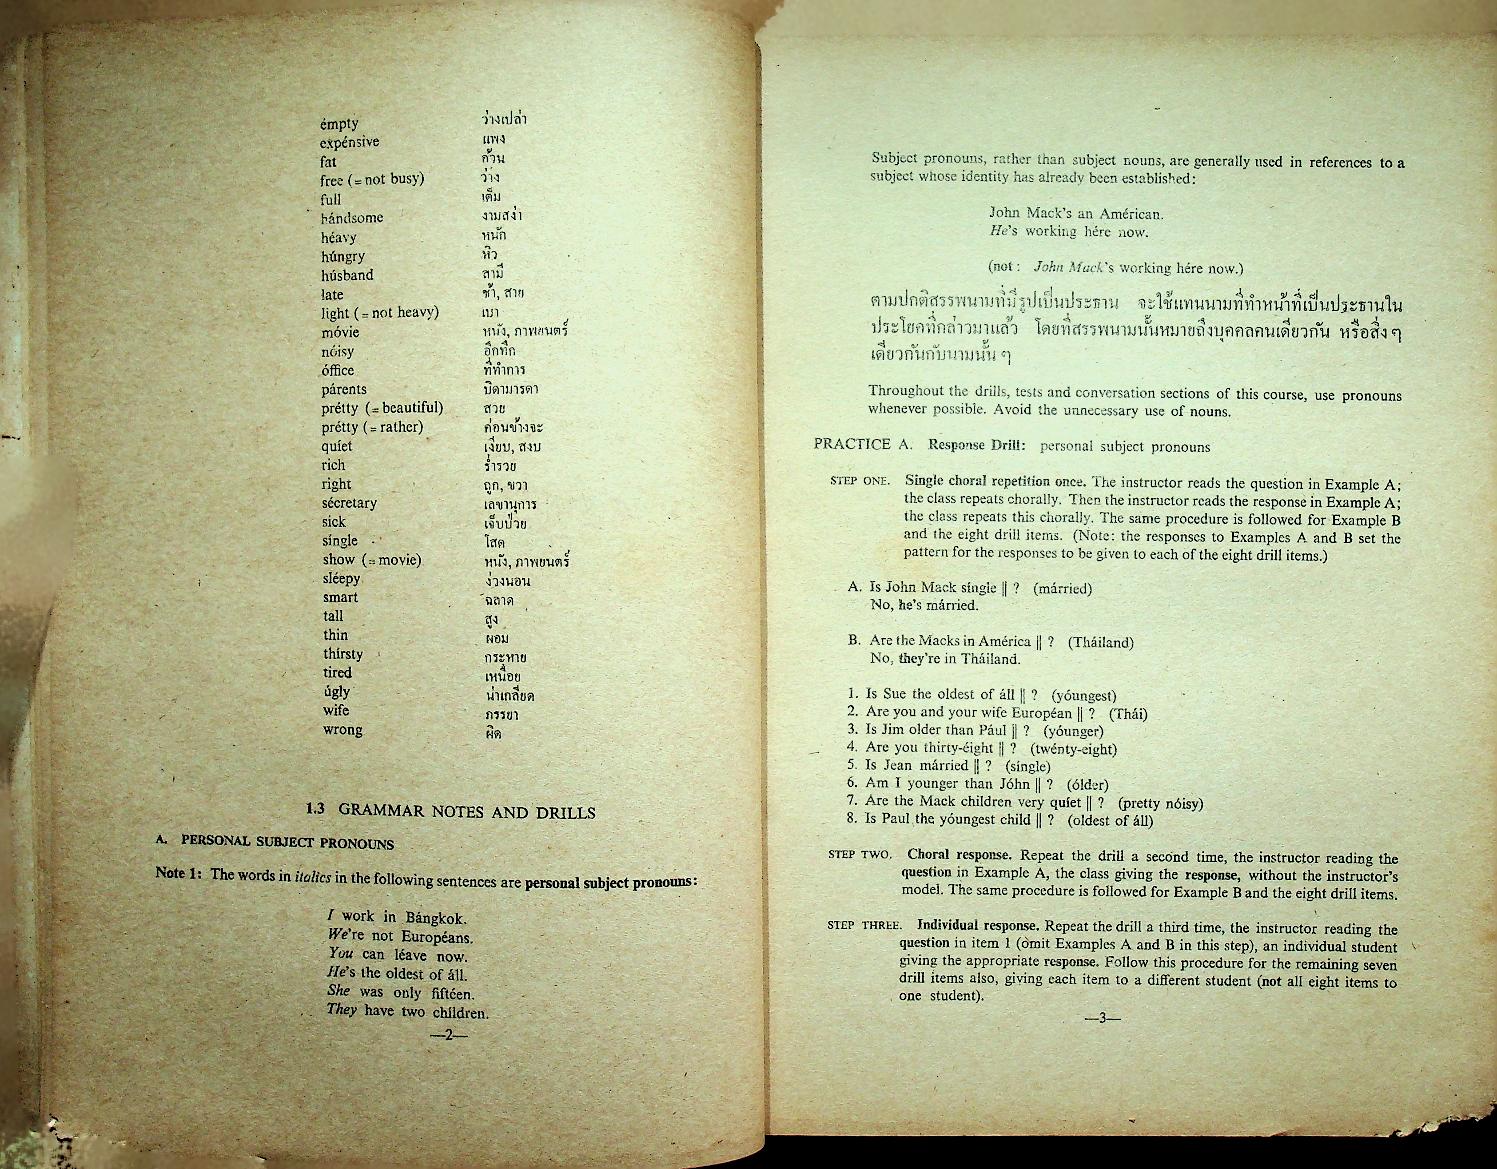 émpty ว่างเปล่า
expénsive แพง
fat ก้วน
free (= not busy) ว่าง
full เต็ม
hándsome งามสง่า
héavy หนัก
húngry หิว
húsband สามี
late ช้า, สาย
light (= not heavy) เบา
móvie หนัง, ภาพยนตร์
nóisy อึกทึก
óffice ที่ทำการ
párents บิดามารดา
prétty (= beautiful) สวย
prétty (= rather) ค่อนข้างจะ
quíet เงียบ, สงบ
rich ร่ำรวย
right ถูก, ขวา
sécretary เลขานุการ
sick เจ็บป่วย
síngle โสด
show (= movie) หนัง, ภาพยนตร์
sléepy ง่วงนอน
smart ฉลาด
tall สูง
thin ผอม
thírsty กระหาย
tired เหนื่อย
úgly น่าเกลียด
wife ภรรยา
wrong ผิด
1.3 GRAMMAR NOTES AND DRILLS
A. PERSONAL SUBJECT PRONOUNS
Note 1: The words in italics in the following sentences are personal subject pronouns:
I work in Bángkok.
We're not Européans.
You can léave now.
He's the oldest of áll.
She was only fiftéen.
They have two chíldren.
—2—
Subject pronouns, rather than subject nouns, are generally used in references to a
subject whose identity has already been established:
John Mack's an Américan.
He's working hére now.
(not: John Mack's working hére now.)
ตามปกติสรรพนามที่มีรูปเป็นประธาน จะใช้แทนนามที่ทำหน้าที่เป็นประธานใน
ประโยคที่กล่าวมาแล้ว โดยที่สรรพนามนั้นหมายถึงบุคคลคนเดียวกัน หรือสิ่ง ๆ
เดียวกันกับนามนั้น ๆ
Throughout the drills, tests and conversation sections of this course, use pronouns
whenever possible. Avoid the unnecessary use of nouns.
PRACTICE A. Response Drill: personal subject pronouns
STEP ONE. Single choral repetition once. The instructor reads the question in Example A;
the class repeats chorally. Then the instructor reads the response in Example A;
the class repeats this chorally. The same procedure is followed for Example B
and the eight drill items. (Note: the responses to Examples A and B set the
pattern for the responses to be given to each of the eight drill items.)
A. Is John Mack síngle || ? (márried)
No, he's márried.
B. Are the Macks in América || ? (Tháiland)
No, they're in Tháiland.
1. Is Sue the oldest of áll || ? (yóungest)
2. Are you and your wife Européan || ? (Thái)
3. Is Jim older than Pául || ? (yóunger)
4. Are you thirty-éight || ? (twénty-eight)
5. Is Jean márried || ? (síngle)
6. Am I younger than Jóhn || ? (ólder)
7. Are the Mack children very quíet || ? (pretty nóisy)
8. Is Paul the yóungest child || ? (oldest of áll)
STEP TWO. Choral response. Repeat the drill a second time, the instructor reading the
question in Example A, the class giving the response, without the instructor's
model. The same procedure is followed for Example B and the eight drill items.
STEP THREE. Individual response. Repeat the drill a third time, the instructor reading the
question in item 1 (omit Examples A and B in this step), an individual student
giving the appropriate response. Follow this procedure for the remaining seven
drill items also, giving each item to a different student (not all eight items to
one student).
—3—